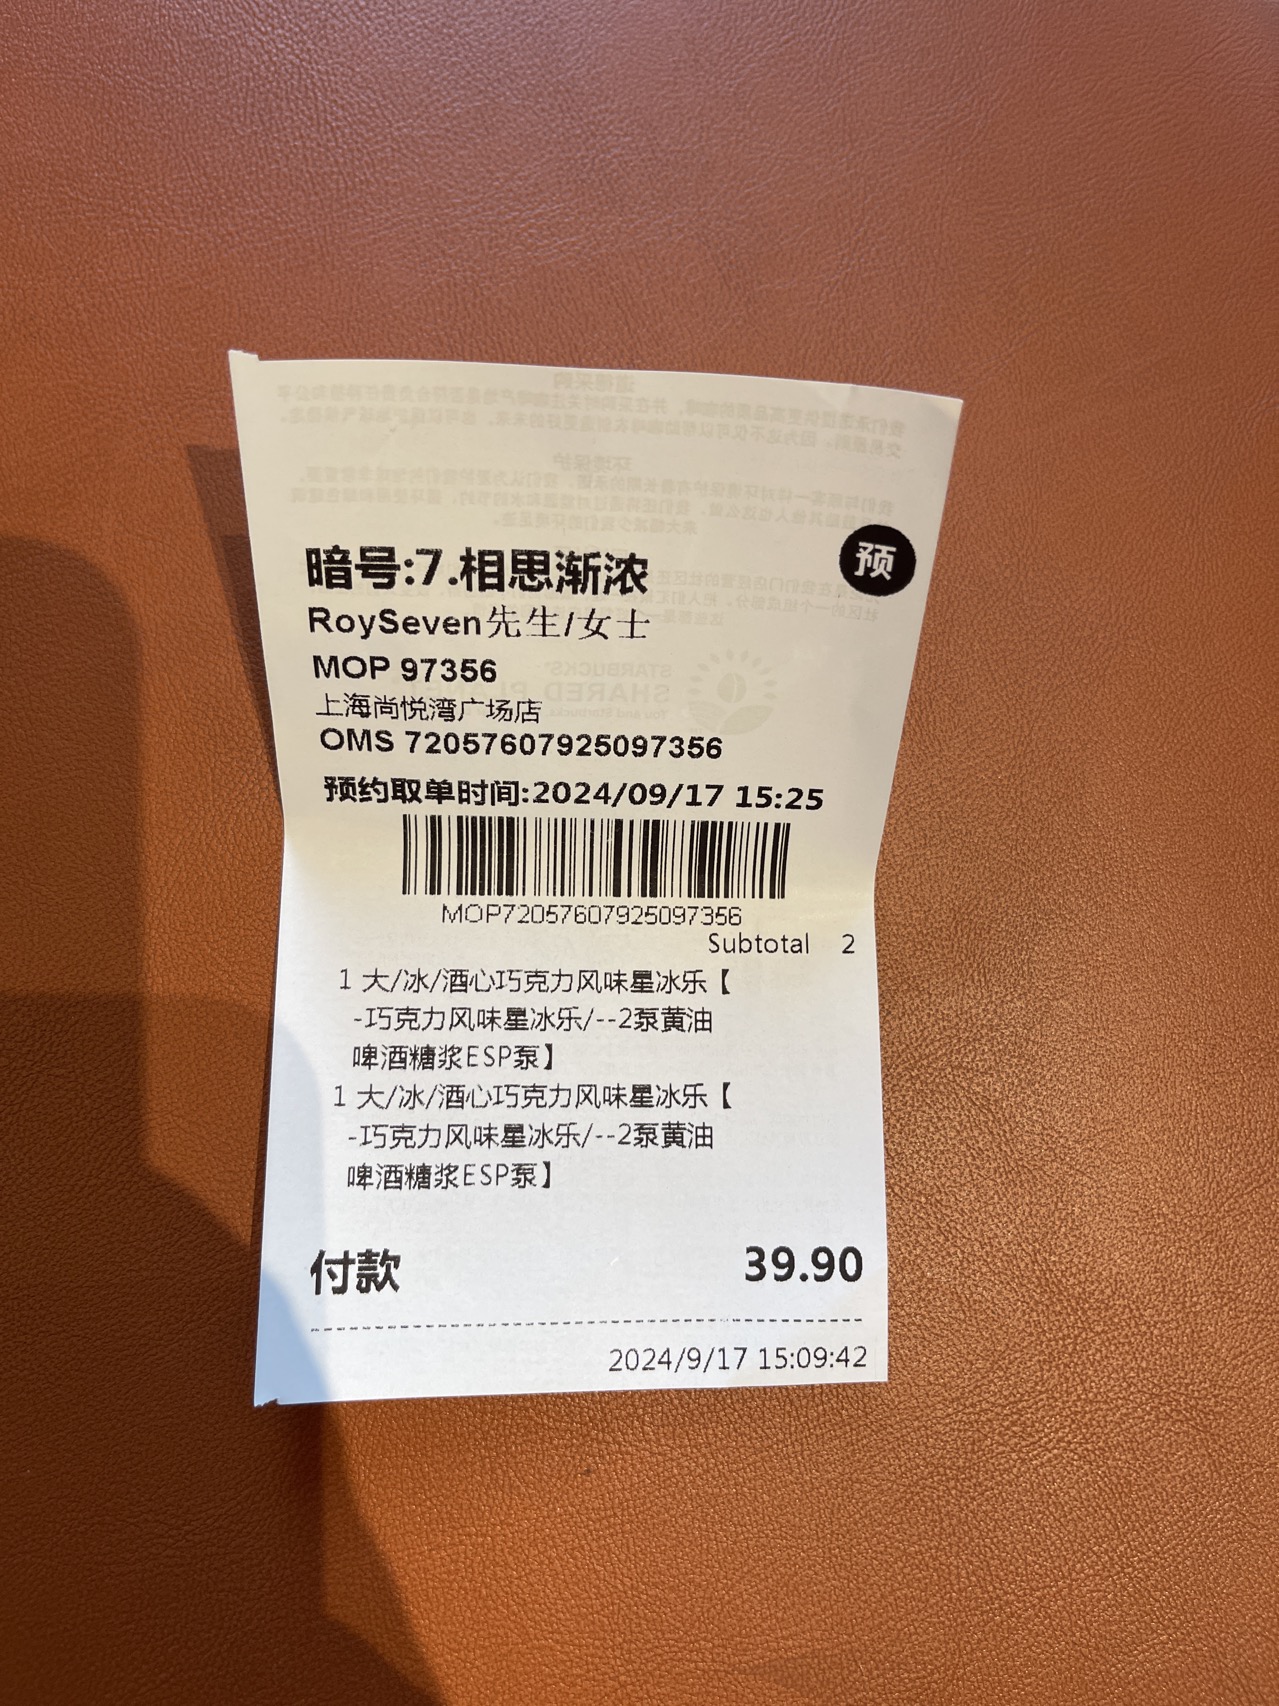 暗号:7.相思渐浓
预
RoySeven先生/女士
MOP 97356
上海尚悦湾广场店
OMS 72057607925097356
预约取单时间:2024/09/17 15:25
MOP72057607925097356
Subtotal 2
1 大/冰/酒心巧克力风味星冰乐【
-巧克力风味星冰乐/--2泵黄油
啤酒糖浆ESP泵】
1 大/冰/酒心巧克力风味星冰乐【
-巧克力风味星冰乐/--2泵黄油
啤酒糖浆ESP泵】
付款 39.90
2024/9/17 15:09:42